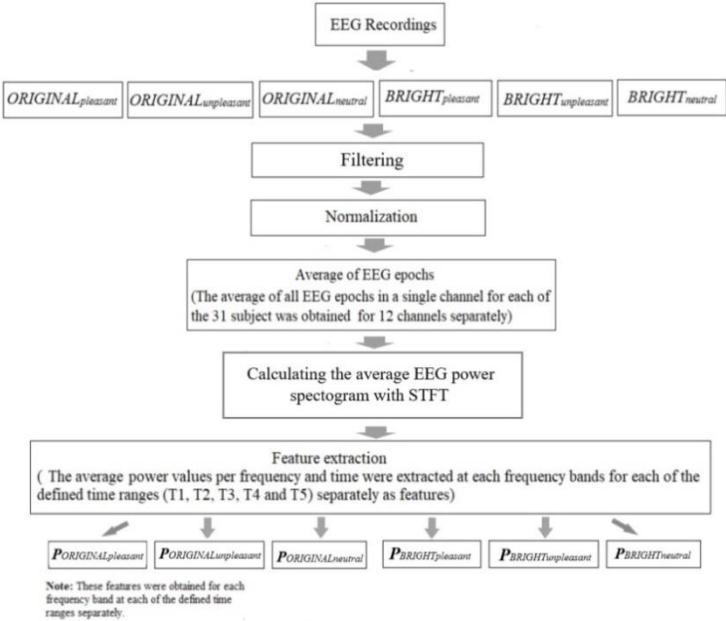 EEG Recordings
ORIGINALpleasant ORIGINALunpleasant ORIGINALneutral BRIGHTpleasant BRIGHTunpleasant BRIGHTneutral
Filtering
Normalization
Average of EEG epochs
(The average of all EEG epochs in a single channel for each of
the 31 subject was obtained for 12 channels separately)
Calculating the average EEG power
spectogram with STFT
Feature extraction
( The average power values per frequency and time were extracted at each frequency bands for each of the
defined time ranges (T1, T2, T3, T4 and T5) separately as features)
PORIGINALpleasant PORIGINALunpleasant PORIGINALneutral PBRIGHTpleasant PBRIGHTunpleasant PBRIGHTneutral
Note: These features were obtained for each
frequency band at each of the defined time
ranges separately.